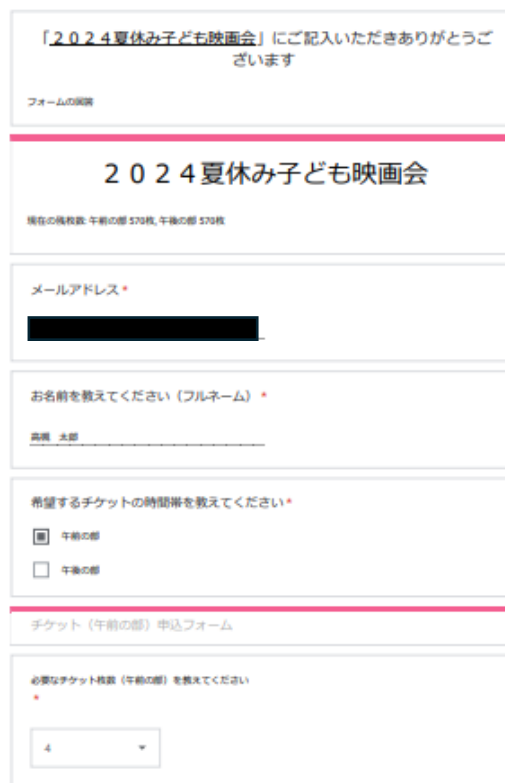 「２０２４夏休み子ども映画会」にご記入いただきありがとうご
ざいます
フォームの回答
２０２４夏休み子ども映画会
現在の残枚数: 午前の部 570枚, 午後の部 570枚
メールアドレス *
お名前を教えてください（フルネーム） *
高橋　太郎
希望するチケットの時間帯を教えてください *
午前の部
午後の部
チケット（午前の部）申込フォーム
必要なチケット枚数（午前の部）を教えてください
*
4